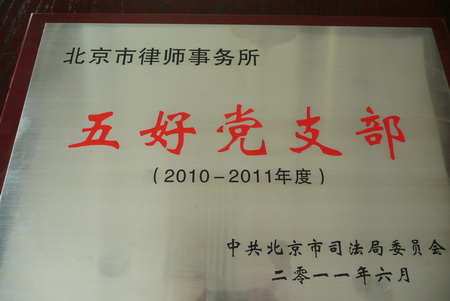 北京市律师事务所
五好党支部
（2010－2011年度）
中共北京市司法局委员会
二零一一年六月